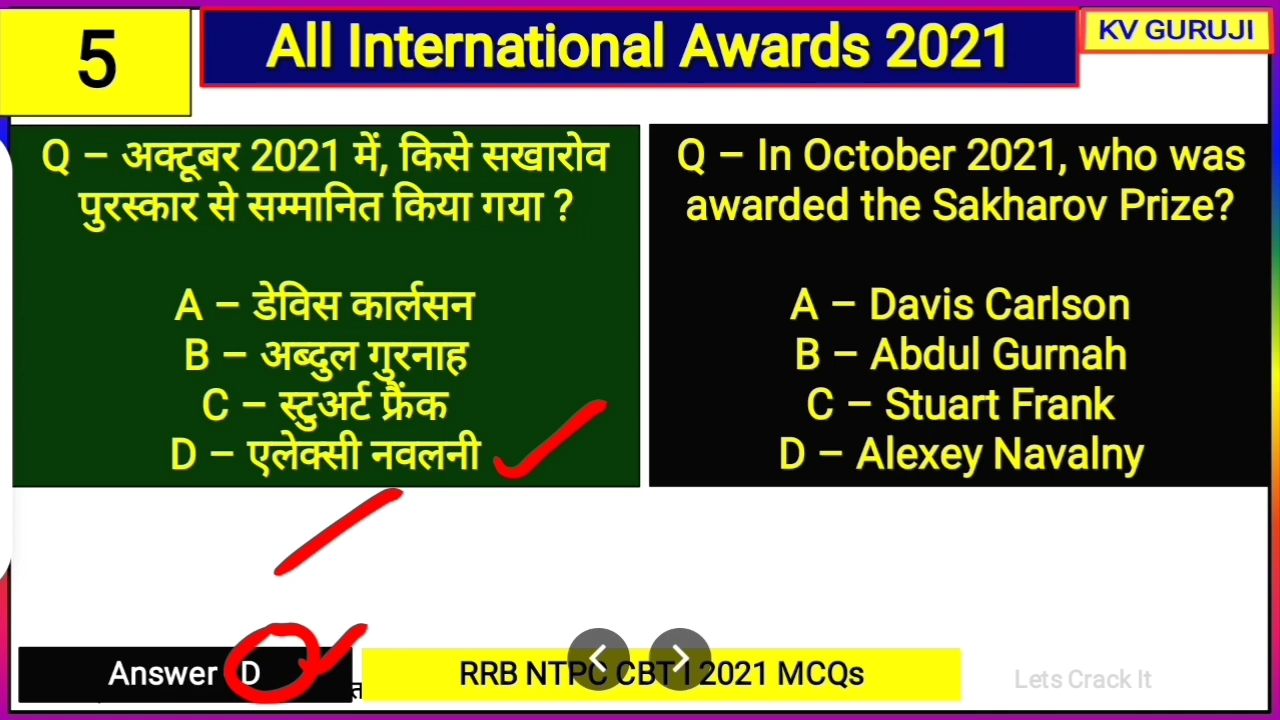 5
All International Awards 2021
KV GURUJI
Q – अक्टूबर 2021 में, किसे सखारोव
पुरस्कार से सम्मानित किया गया ?
A – डेविस कार्लसन
B – अब्दुल गुरनाह
C – स्टुअर्ट फ्रैंक
D – एलेक्सी नवलनी
Q – In October 2021, who was
awarded the Sakharov Prize?
A – Davis Carlson
B – Abdul Gurnah
C – Stuart Frank
D – Alexey Navalny
Answer D
RRB NTPC CBT I 2021 MCQs
Lets Crack It